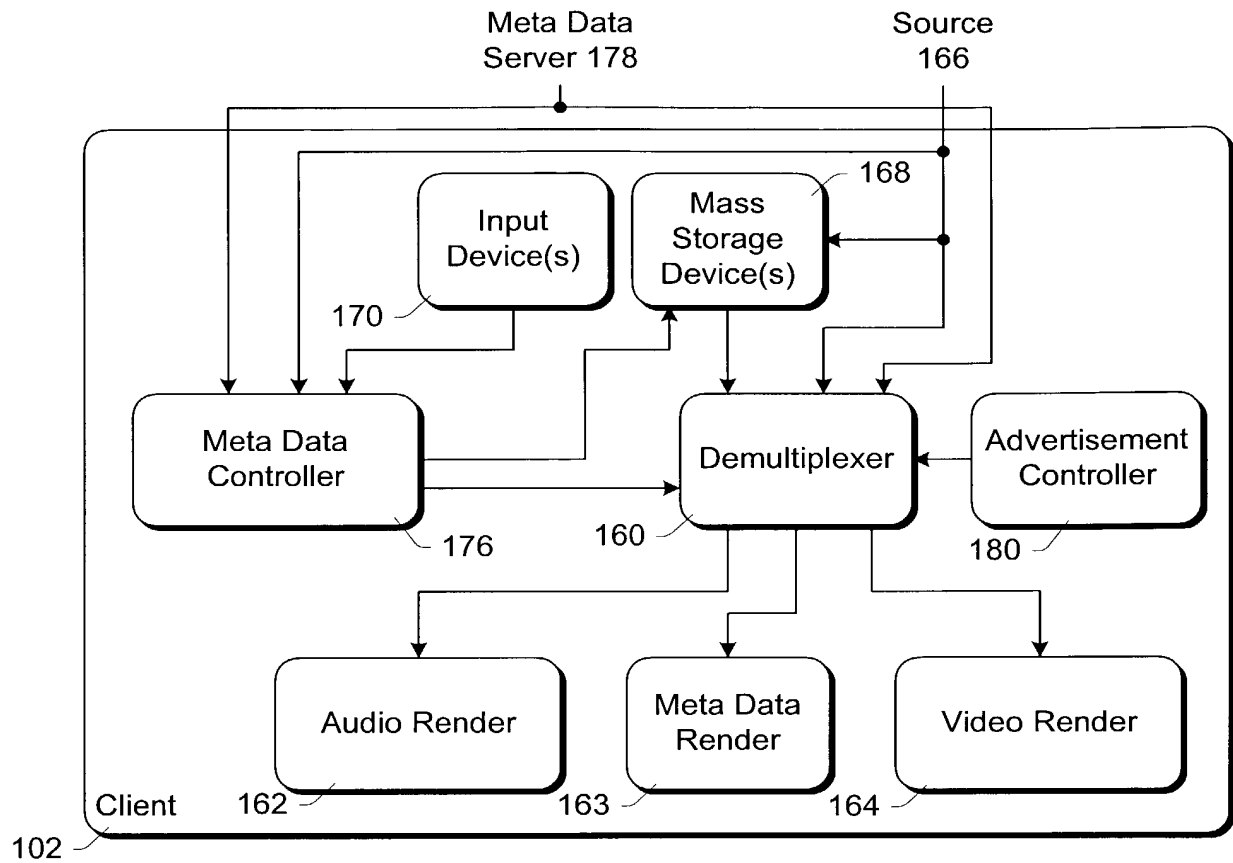 Meta Data
Server 178
Source
166
168
Input
Device(s)
Mass
Storage
Device(s)
170
Meta Data
Controller
Demultiplexer
Advertisement
Controller
176
160
180
Audio Render
Meta Data
Render
Video Render
Client
162
163
164
102